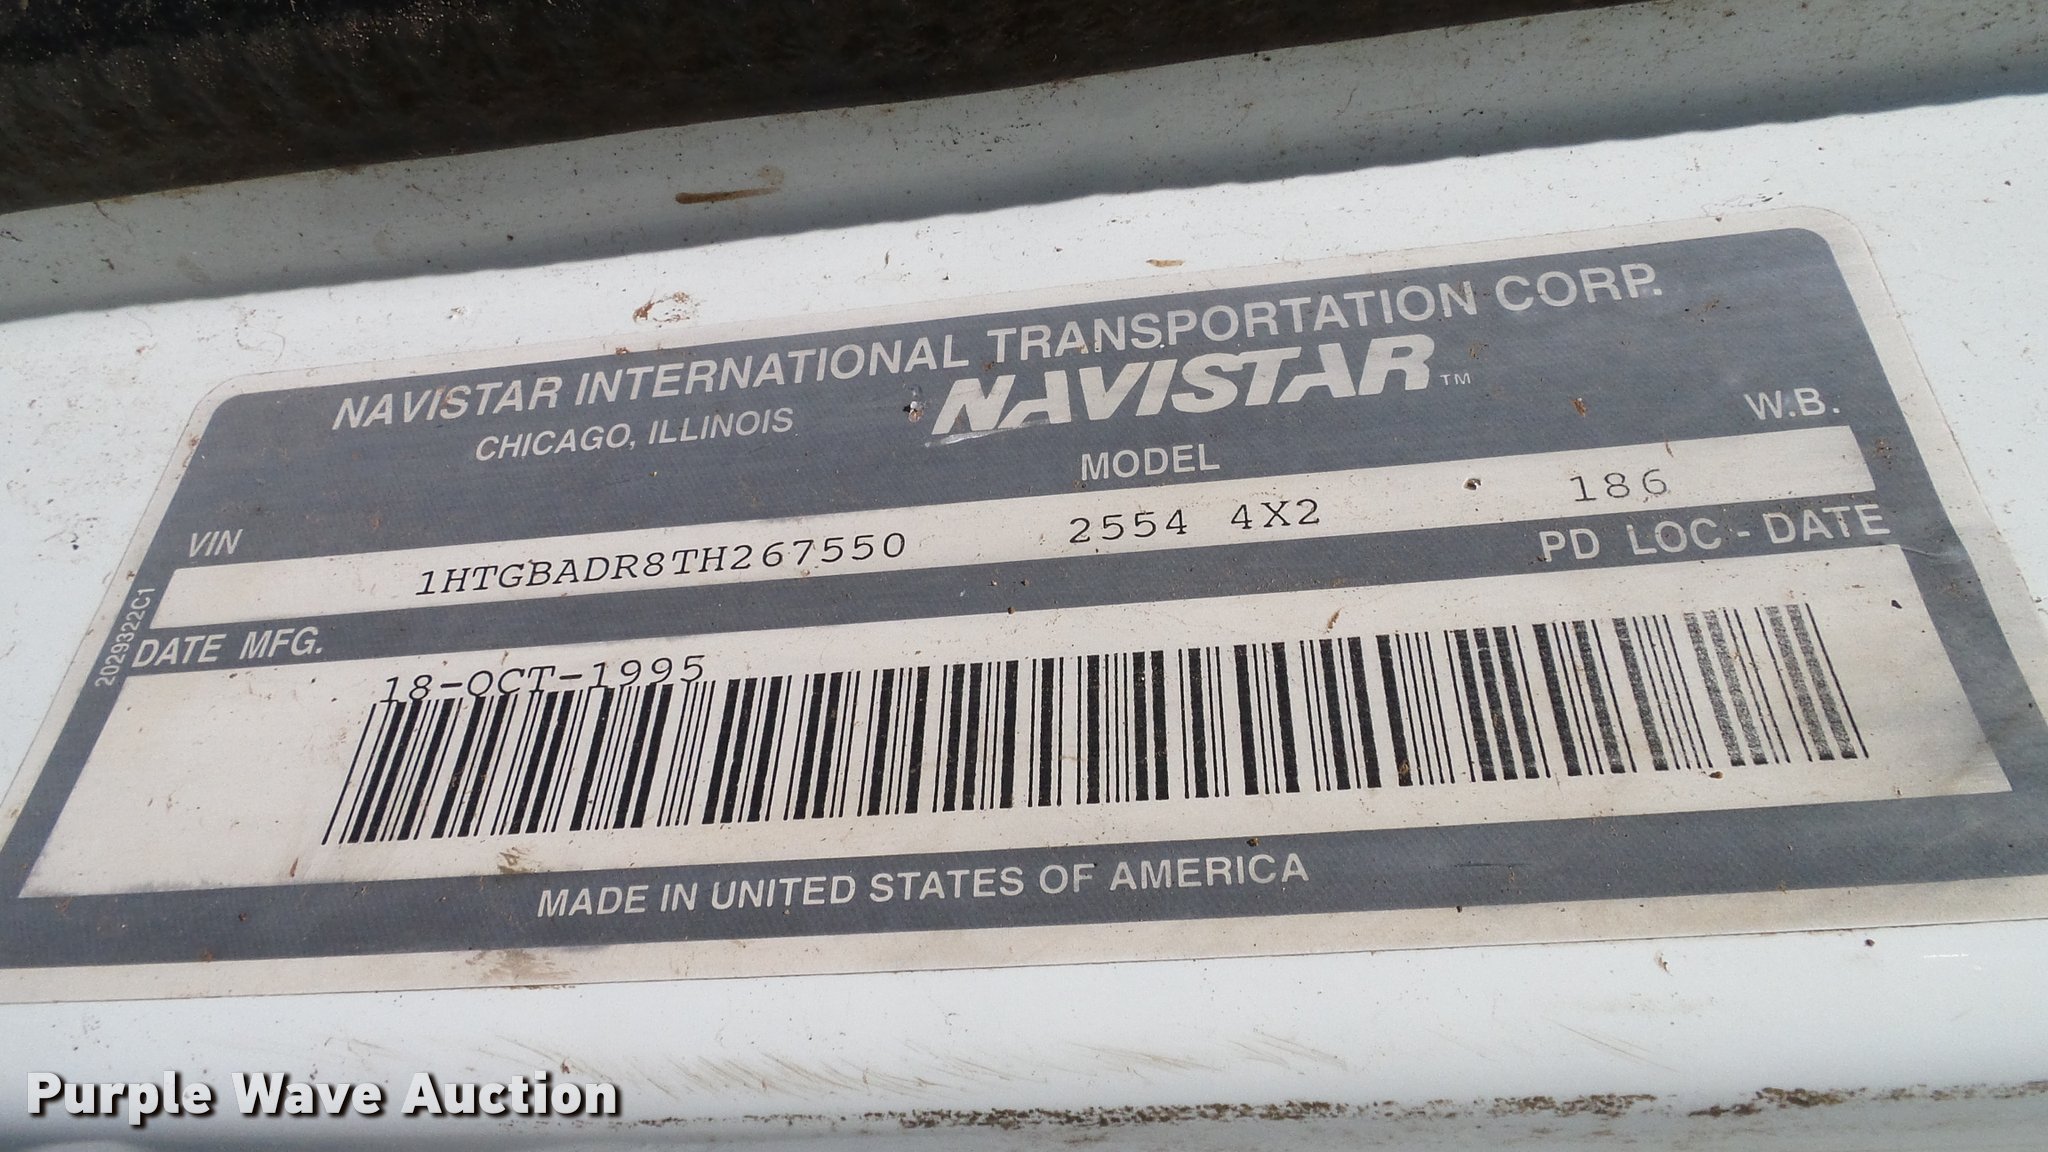 NAVISTAR INTERNATIONAL TRANSPORTATION CORP.
CHICAGO, ILLINOIS
NAVISTAR™
VIN
MODEL
W.B.
1HTGBADR8TH267550 2554 4X2 186
DATE MFG.
PD LOC - DATE
18-OCT-1995
2029322C1
MADE IN UNITED STATES OF AMERICA
Purple Wave Auction